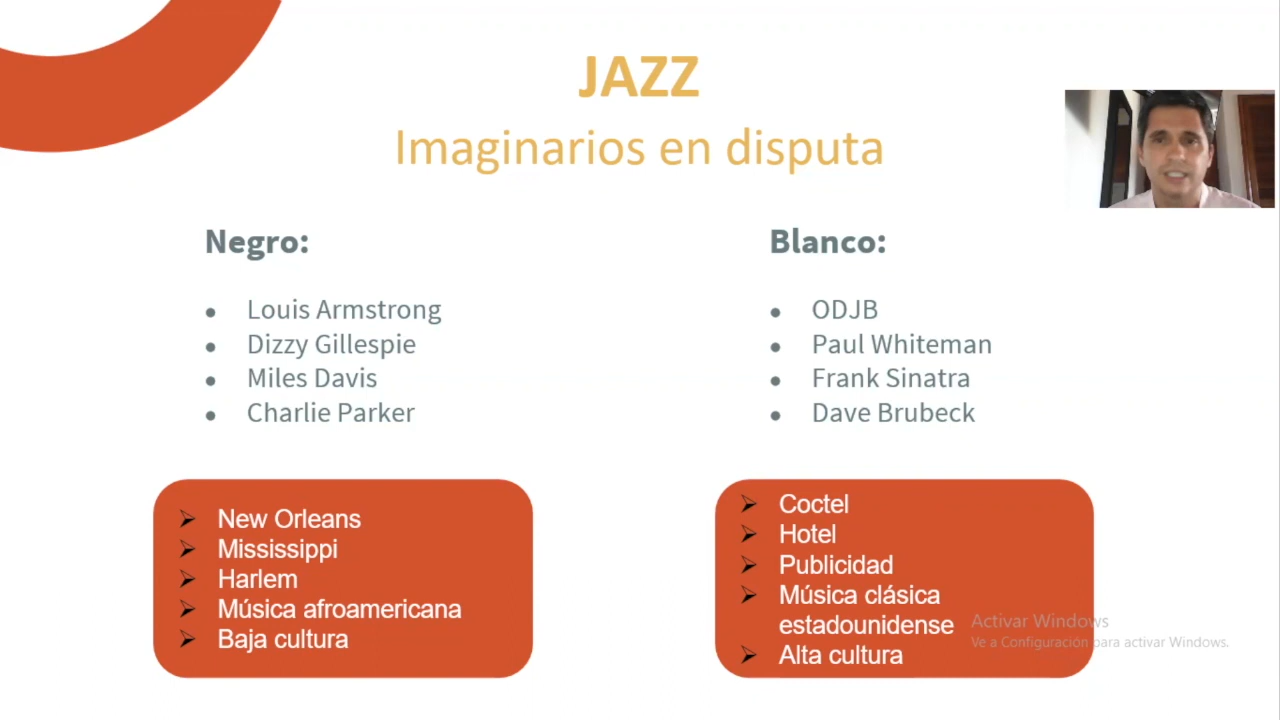 JAZZ
Imaginarios en disputa
Negro:
Louis Armstrong
Dizzy Gillespie
Miles Davis
Charlie Parker
Blanco:
ODJB
Paul Whiteman
Frank Sinatra
Dave Brubeck
New Orleans
Mississippi
Harlem
Música afroamericana
Baja cultura
Coctel
Hotel
Publicidad
Música clásica
estadounidense
Alta cultura
Activar Windows
Ve a Configuración para activar Windows.